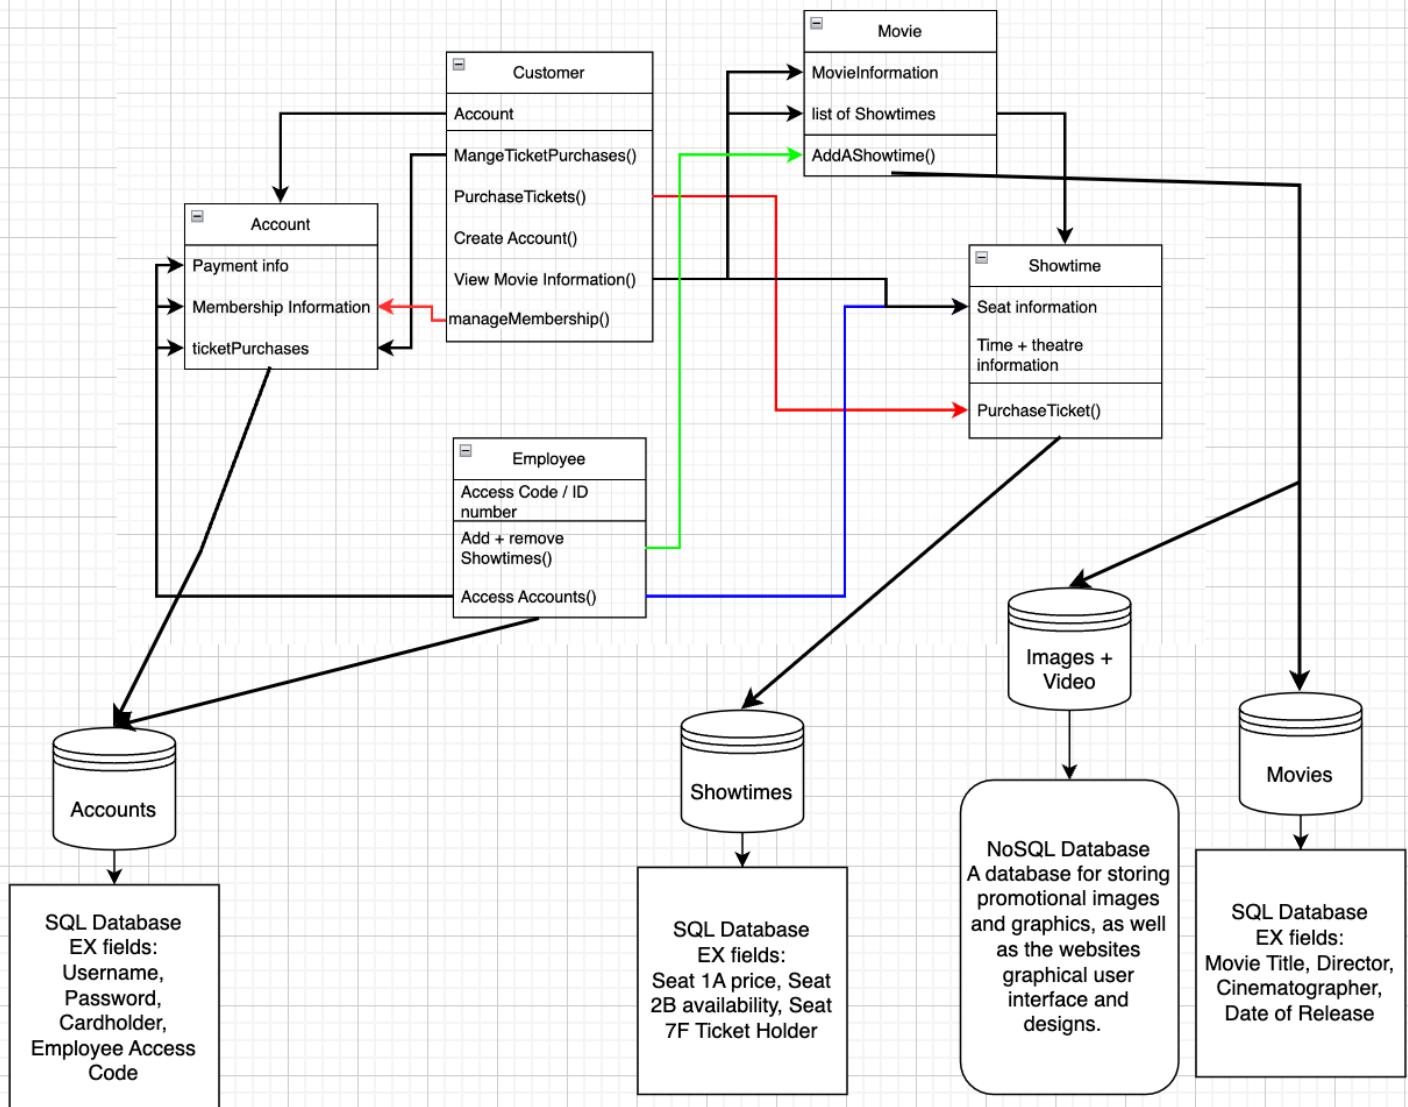 Movie
MovieInformation
list of Showtimes
AddAShowtime()
Customer
Account
MangeTicketPurchases()
PurchaseTickets()
Create Account()
View Movie Information()
manageMembership()
Account
Payment info
Membership Information
ticketPurchases
Showtime
Seat information
Time + theatre
information
PurchaseTicket()
Employee
Access Code / ID
number
Add + remove
Showtimes()
Access Accounts()
Accounts
Showtimes
Images +
Video
Movies
SQL Database
EX fields:
Username,
Password,
Cardholder,
Employee Access
Code
SQL Database
EX fields:
Seat 1A price, Seat
2B availability, Seat
7F Ticket Holder
NoSQL Database
A database for storing
promotional images
and graphics, as well
as the websites
graphical user
interface and
designs.
SQL Database
EX fields:
Movie Title, Director,
Cinematographer,
Date of Release